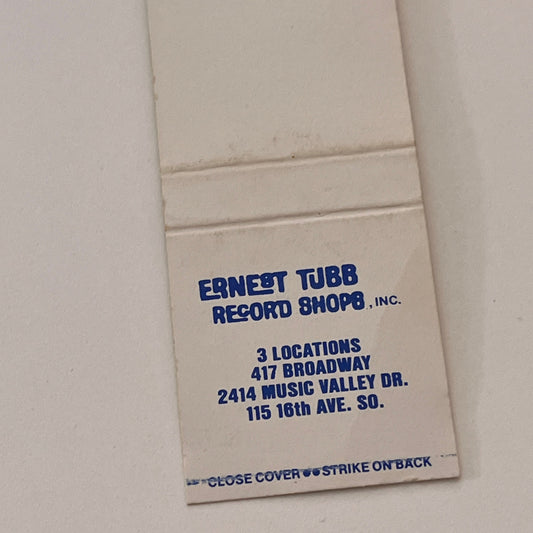 ERNEST TUBB
RECORD SHOPS, INC.
3 LOCATIONS
417 BROADWAY
2414 MUSIC VALLEY DR.
115 16th AVE. SO.
CLOSE COVER●●STRIKE ON BACK